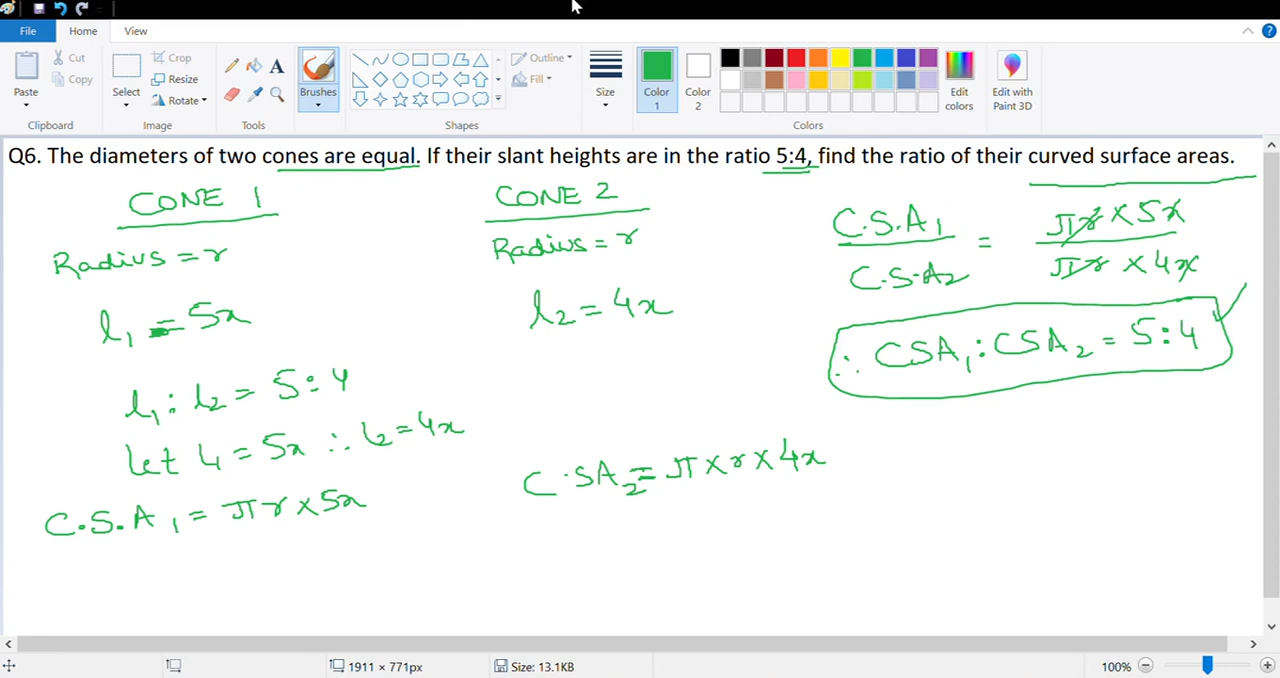 File Home View
Paste
Cut
Copy
Clipboard
Select
Crop
Resize
Rotate
Image
A
Tools
Brushes
Shapes
Outline
Fill
Size
Color 1
Color 2
Edit colors
Edit with Paint 3D
Colors
Q6. The diameters of two cones are equal. If their slant heights are in the ratio 5:4, find the ratio of their curved surface areas.
CONE 1
Radius = r
l₁ = 5x
l₁ : l₂ = 5 : 4
let l₁ = 5x ∴ l₂ = 4x
C.S.A₁ = πr × 5x
CONE 2
Radius = r
l₂ = 4x
C.SA₂ = π × r × 4x
C.S.A₁ / C.S.A₂ = πr × 5x / πr × 4x
∴ CSA₁ : CSA₂ = 5 : 4
1911 × 771px
Size: 13.1KB
100%